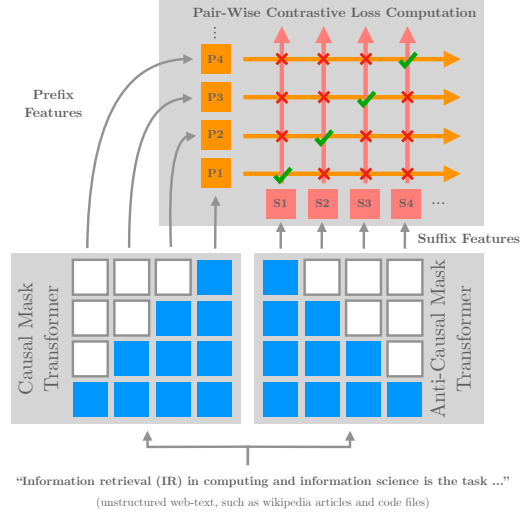 Pair-Wise Contrastive Loss Computation
⋮
P4
Prefix
Features
P3
P2
P1
S1 S2 S3 S4 ...
Suffix Features
Causal Mask
Transformer
Anti-Causal Mask
Transformer
“Information retrieval (IR) in computing and information science is the task ...”
(unstructured web-text, such as wikipedia articles and code files)